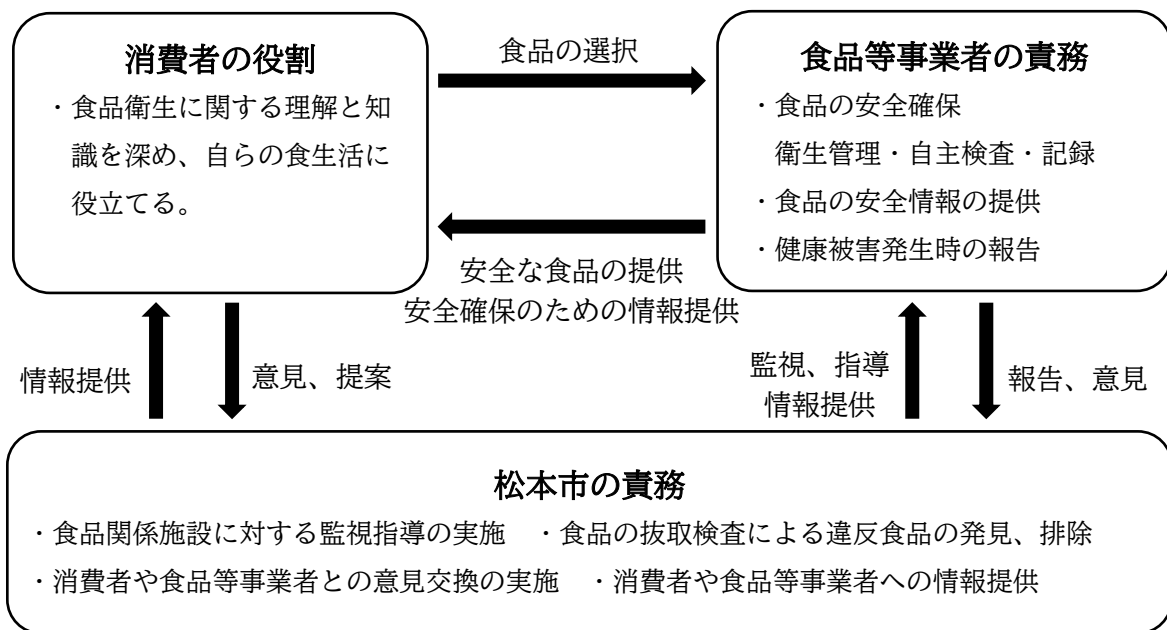 消費者の役割
・食品衛生に関する理解と知
識を深め、自らの食生活に
役立てる。
食品の選択
安全な食品の提供
安全確保のための情報提供
食品等事業者の責務
・食品の安全確保
衛生管理・自主検査・記録
・食品の安全情報の提供
・健康被害発生時の報告
情報提供
意見、提案
監視、指導
情報提供
報告、意見
松本市の責務
・食品関係施設に対する監視指導の実施 ・食品の抜取検査による違反食品の発見、排除
・消費者や食品等事業者との意見交換の実施 ・消費者や食品等事業者への情報提供